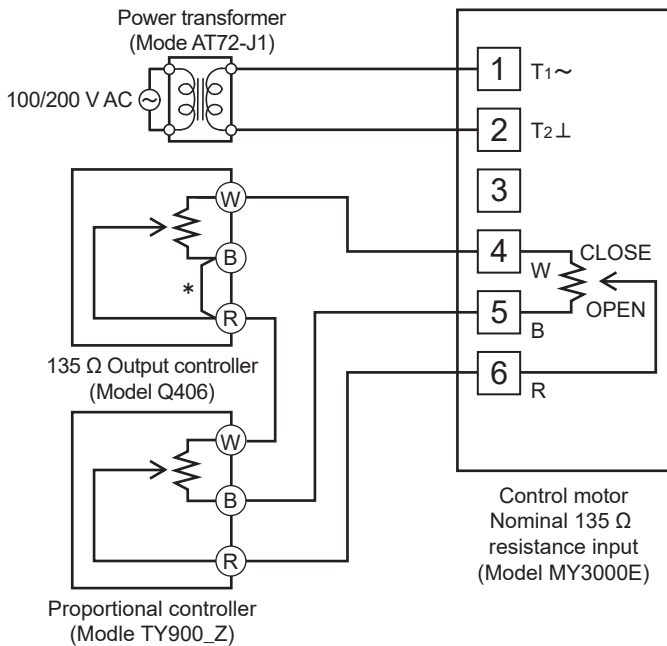 Power transformer
(Mode AT72-J1)
100/200 V AC
1 T1~
2 T2⊥
3
4 W
CLOSE
5 B
OPEN
6 R
W
B
*
R
135 Ω Output controller
(Model Q406)
W
B
R
Proportional controller
(Modle TY900_Z)
Control motor
Nominal 135 Ω
resistance input
(Model MY3000E)